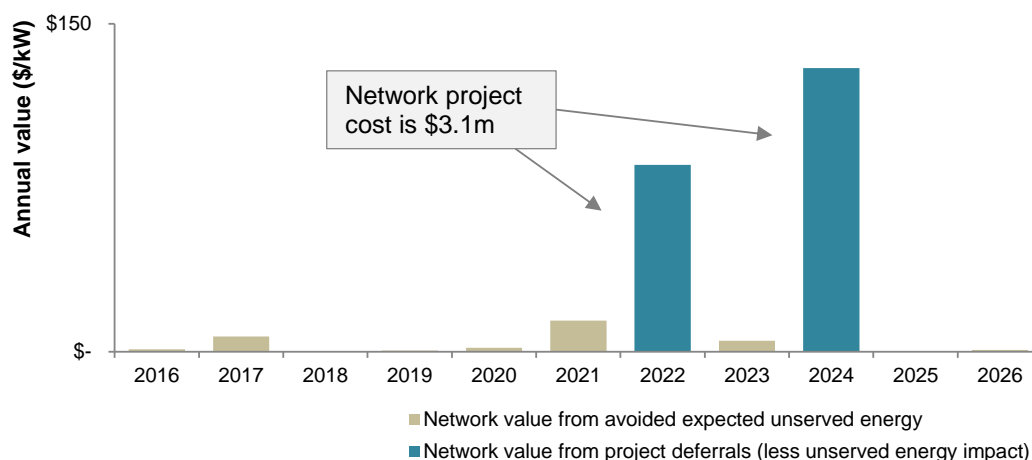 $150
Annual value ($/kW)
Network project
cost is $3.1m
$-
2016 2017 2018 2019 2020 2021 2022 2023 2024 2025 2026
Network value from avoided expected unserved energy
Network value from project deferrals (less unserved energy impact)